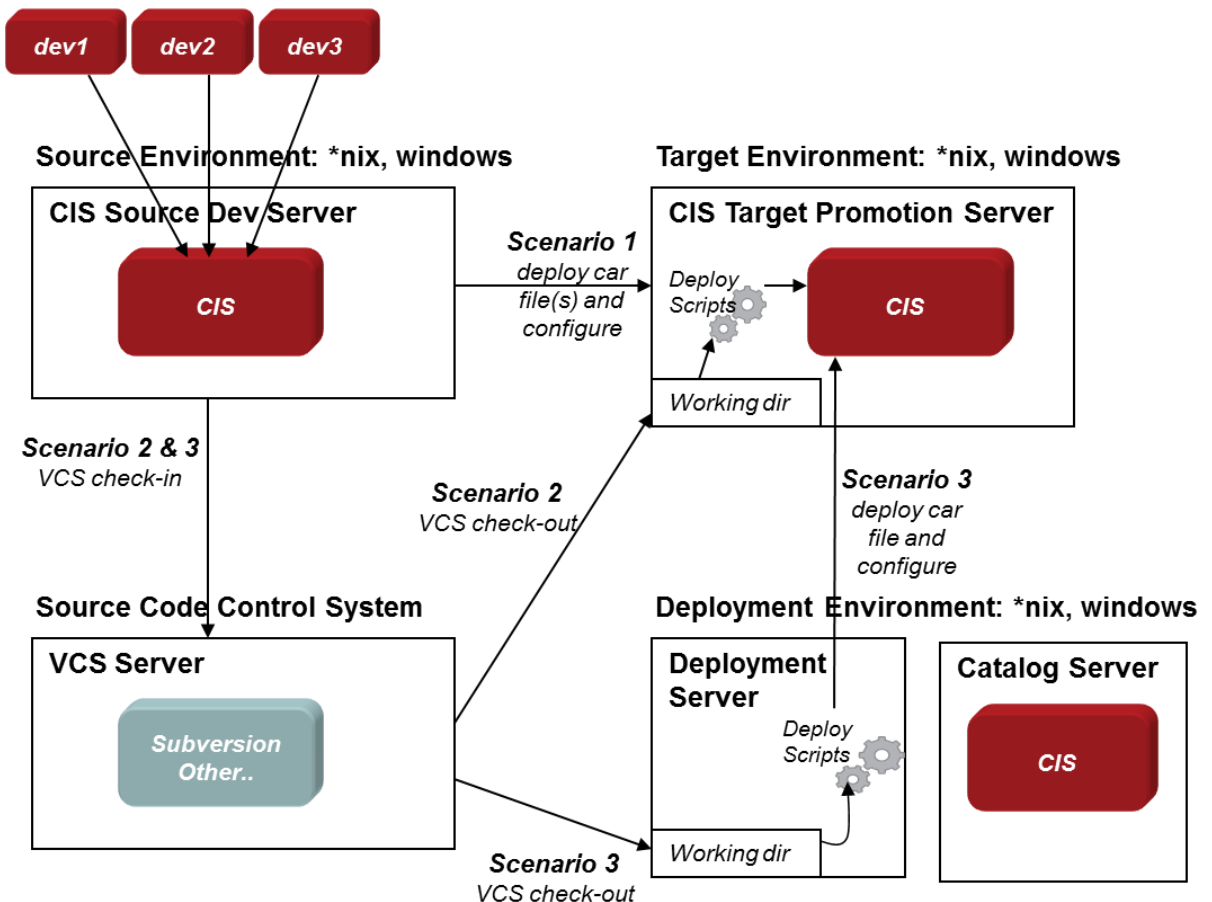 dev1
dev2
dev3
Source Environment: *nix, windows
CIS Source Dev Server
CIS
Scenario 1
deploy car
file(s) and
configure
Target Environment: *nix, windows
CIS Target Promotion Server
Deploy
Scripts
CIS
Working dir
Scenario 2 & 3
VCS check-in
Scenario 2
VCS check-out
Scenario 3
deploy car
file and
configure
Source Code Control System
VCS Server
Subversion
Other..
Scenario 3
VCS check-out
Deployment Environment: *nix, windows
Deployment
Server
Deploy
Scripts
Working dir
Catalog Server
CIS